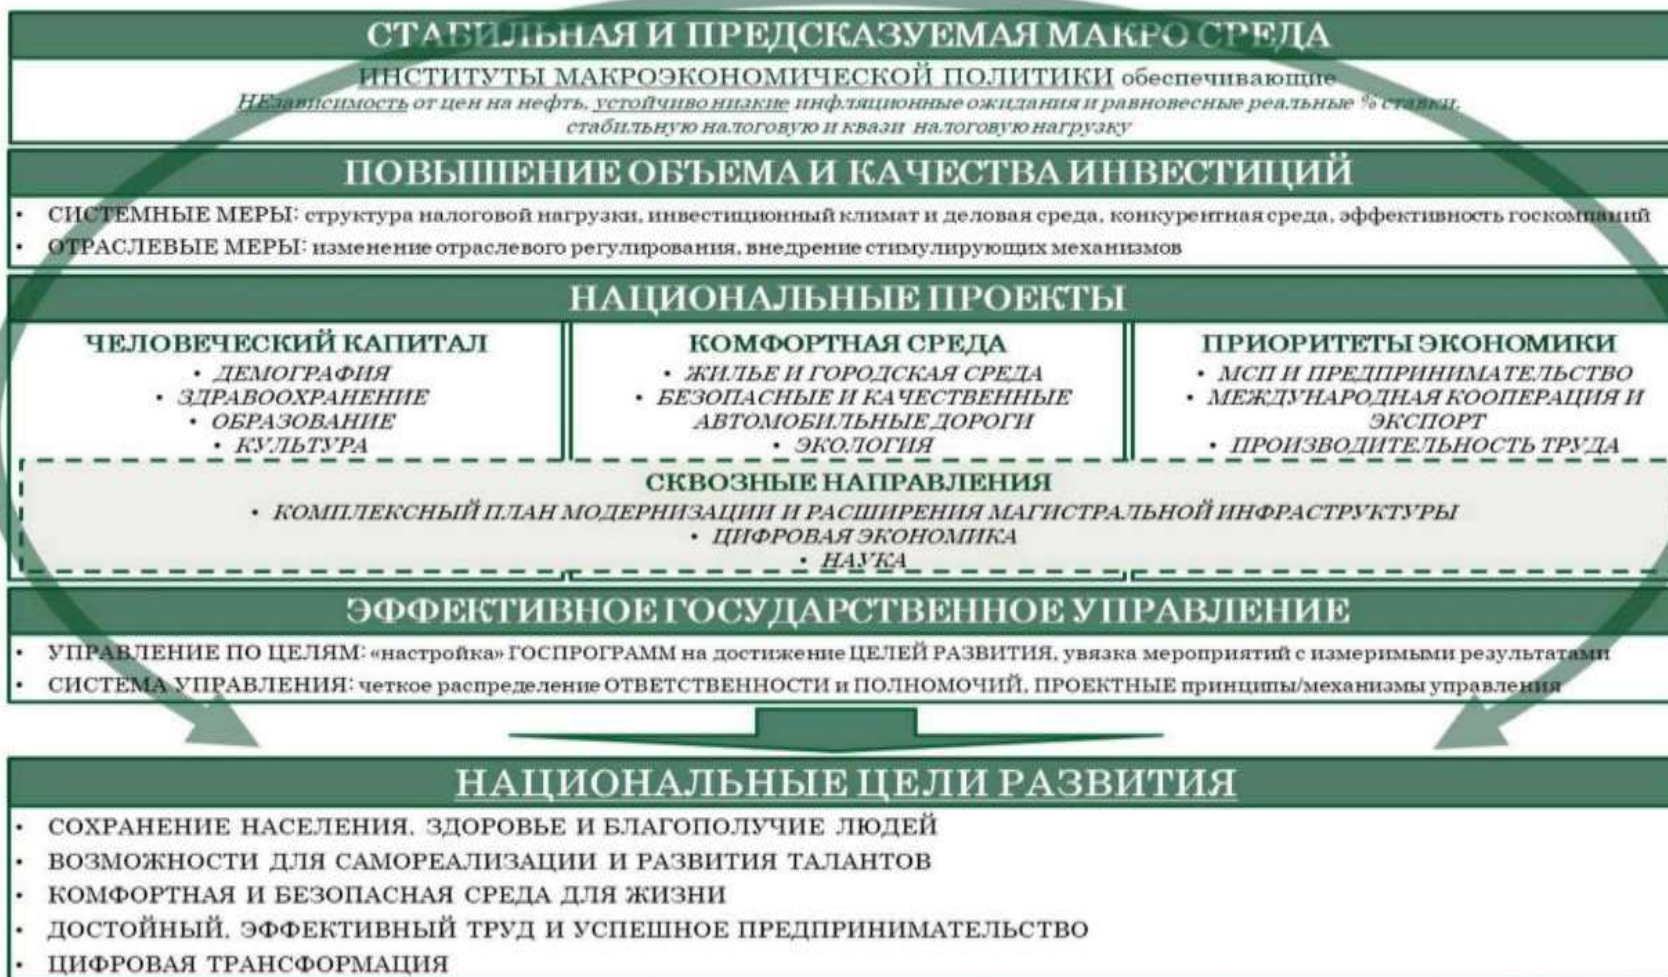 СТАБИЛЬНАЯ И ПРЕДСКАЗУЕМАЯ МАКРО СРЕДА
ИНСТИТУТЫ МАКРОЭКОНОМИЧЕСКОЙ ПОЛИТИКИ обеспечивающие
НЕзависимость от цен на нефть, устойчиво низкие инфляционные ожидания и равновесные реальные % ставки,
стабильную налоговую и квази налоговую нагрузку
ПОВЫШЕНИЕ ОБЪЕМА И КАЧЕСТВА ИНВЕСТИЦИЙ
• СИСТЕМНЫЕ МЕРЫ: структура налоговой нагрузки, инвестиционный климат и деловая среда, конкурентная среда, эффективность госкомпаний
• ОТРАСЛЕВЫЕ МЕРЫ: изменение отраслевого регулирования, внедрение стимулирующих механизмов
НАЦИОНАЛЬНЫЕ ПРОЕКТЫ
ЧЕЛОВЕЧЕСКИЙ КАПИТАЛ
• ДЕМОГРАФИЯ
• ЗДРАВООХРАНЕНИЕ
• ОБРАЗОВАНИЕ
• КУЛЬТУРА
КОМФОРТНАЯ СРЕДА
• ЖИЛЬЕ И ГОРОДСКАЯ СРЕДА
• БЕЗОПАСНЫЕ И КАЧЕСТВЕННЫЕ
АВТОМОБИЛЬНЫЕ ДОРОГИ
• ЭКОЛОГИЯ
ПРИОРИТЕТЫ ЭКОНОМИКИ
• МСП И ПРЕДПРИНИМАТЕЛЬСТВО
• МЕЖДУНАРОДНАЯ КООПЕРАЦИЯ И
ЭКСПОРТ
• ПРОИЗВОДИТЕЛЬНОСТЬ ТРУДА
СКВОЗНЫЕ НАПРАВЛЕНИЯ
• КОМПЛЕКСНЫЙ ПЛАН МОДЕРНИЗАЦИИ И РАСШИРЕНИЯ МАГИСТРАЛЬНОЙ ИНФРАСТРУКТУРЫ
• ЦИФРОВАЯ ЭКОНОМИКА
• НАУКА
ЭФФЕКТИВНОЕ ГОСУДАРСТВЕННОЕ УПРАВЛЕНИЕ
• УПРАВЛЕНИЕ ПО ЦЕЛЯМ: «настройка» ГОСПРОГРАММ на достижение ЦЕЛЕЙ РАЗВИТИЯ, увязка мероприятий с измеримыми результатами
• СИСТЕМА УПРАВЛЕНИЯ: четкое распределение ОТВЕТСТВЕННОСТИ и ПОЛНОМОЧИЙ, ПРОЕКТНЫЕ принципы/механизмы управления
НАЦИОНАЛЬНЫЕ ЦЕЛИ РАЗВИТИЯ
• СОХРАНЕНИЕ НАСЕЛЕНИЯ, ЗДОРОВЬЕ И БЛАГОПОЛУЧИЕ ЛЮДЕЙ
• ВОЗМОЖНОСТИ ДЛЯ САМОРЕАЛИЗАЦИИ И РАЗВИТИЯ ТАЛАНТОВ
• КОМФОРТНАЯ И БЕЗОПАСНАЯ СРЕДА ДЛЯ ЖИЗНИ
• ДОСТОЙНЫЙ, ЭФФЕКТИВНЫЙ ТРУД И УСПЕШНОЕ ПРЕДПРИНИМАТЕЛЬСТВО
• ЦИФРОВАЯ ТРАНСФОРМАЦИЯ